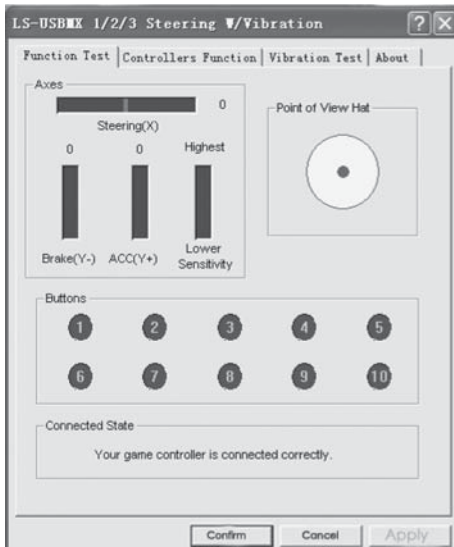 LS-USBMX 1/2/3 Steering W/Vibration ? X
Function Test Controllers Function Vibration Test About
Axes
0
Steering(X)
Point of View Hat
0 0 Highest
Brake(Y-) ACC(Y+) Lower
Sensitivity
Buttons
1 2 3 4 5
6 7 8 9 10
Connected State
Your game controller is connected correctly.
Confirm Cancel Apply